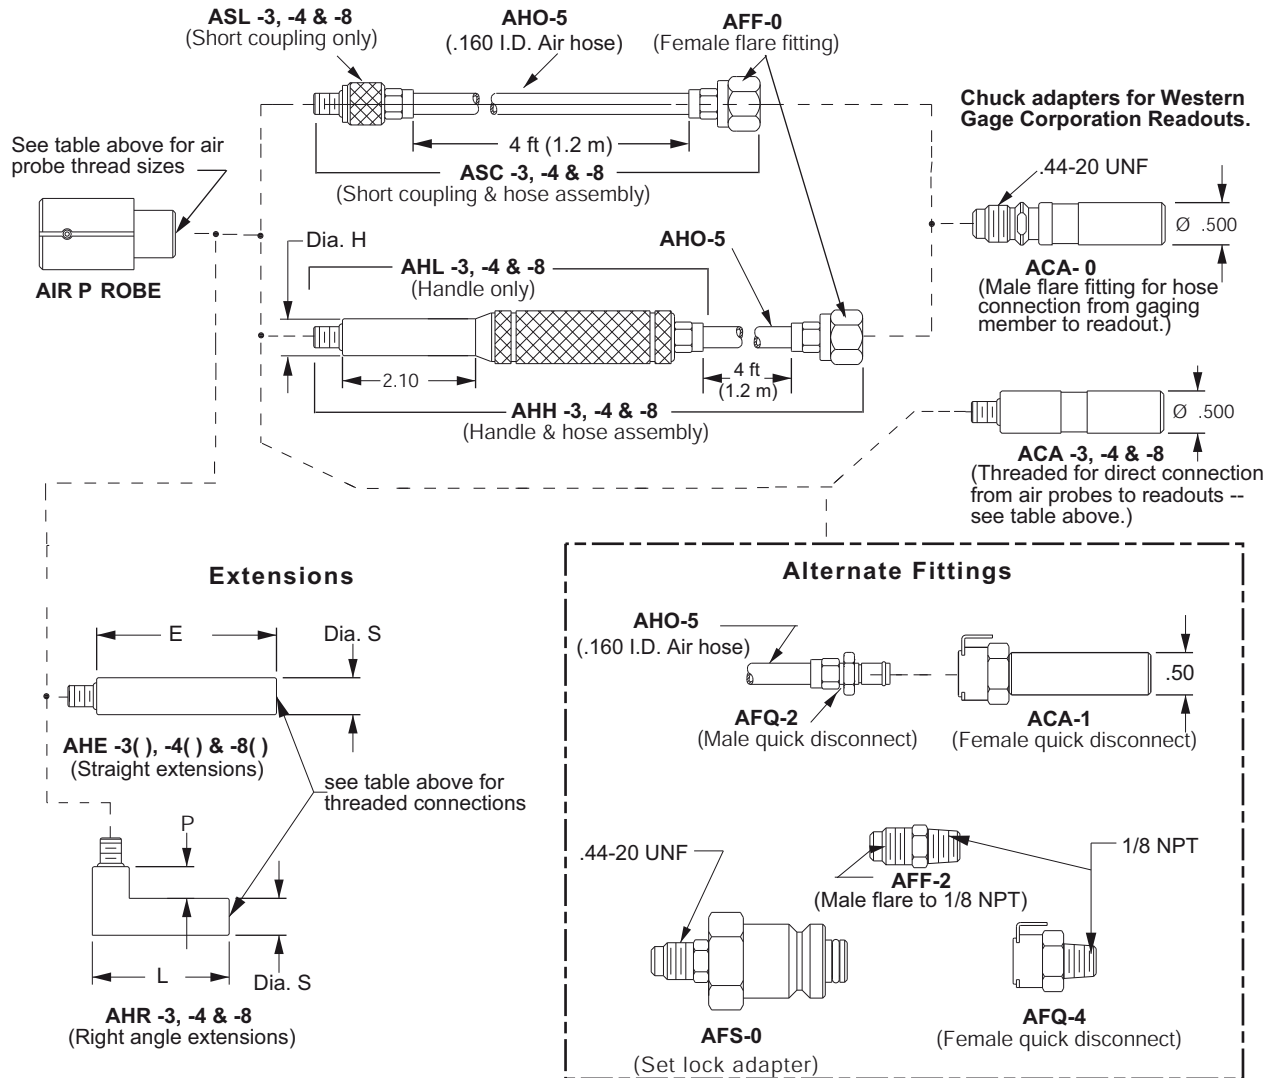 ASL -3, -4 & -8
(Short coupling only)
AHO-5
(.160 I.D. Air hose)
AFF-0
(Female flare fitting)
See table above for air
probe thread sizes
AIR P ROBE
4 ft (1.2 m)
ASC -3, -4 & -8
(Short coupling & hose assembly)
Chuck adapters for Western
Gage Corporation Readouts.
.44-20 UNF
Ø .500
ACA- 0
(Male flare fitting for hose
connection from gaging
member to readout.)
Dia. H
AHL -3, -4 & -8
(Handle only)
AHO-5
2.10
4 ft
(1.2 m)
AHH -3, -4 & -8
(Handle & hose assembly)
Ø .500
ACA -3, -4 & -8
(Threaded for direct connection
from air probes to readouts --
see table above.)
Extensions
E
Dia. S
AHE -3( ), -4( ) & -8( )
(Straight extensions)
see table above for
threaded connections
P
L
Dia. S
AHR -3, -4 & -8
(Right angle extensions)
Alternate Fittings
AHO-5
(.160 I.D. Air hose)
AFQ-2
(Male quick disconnect)
.50
ACA-1
(Female quick disconnect)
.44-20 UNF
AFF-2
(Male flare to 1/8 NPT)
1/8 NPT
AFS-0
(Set lock adapter)
AFQ-4
(Female quick disconnect)